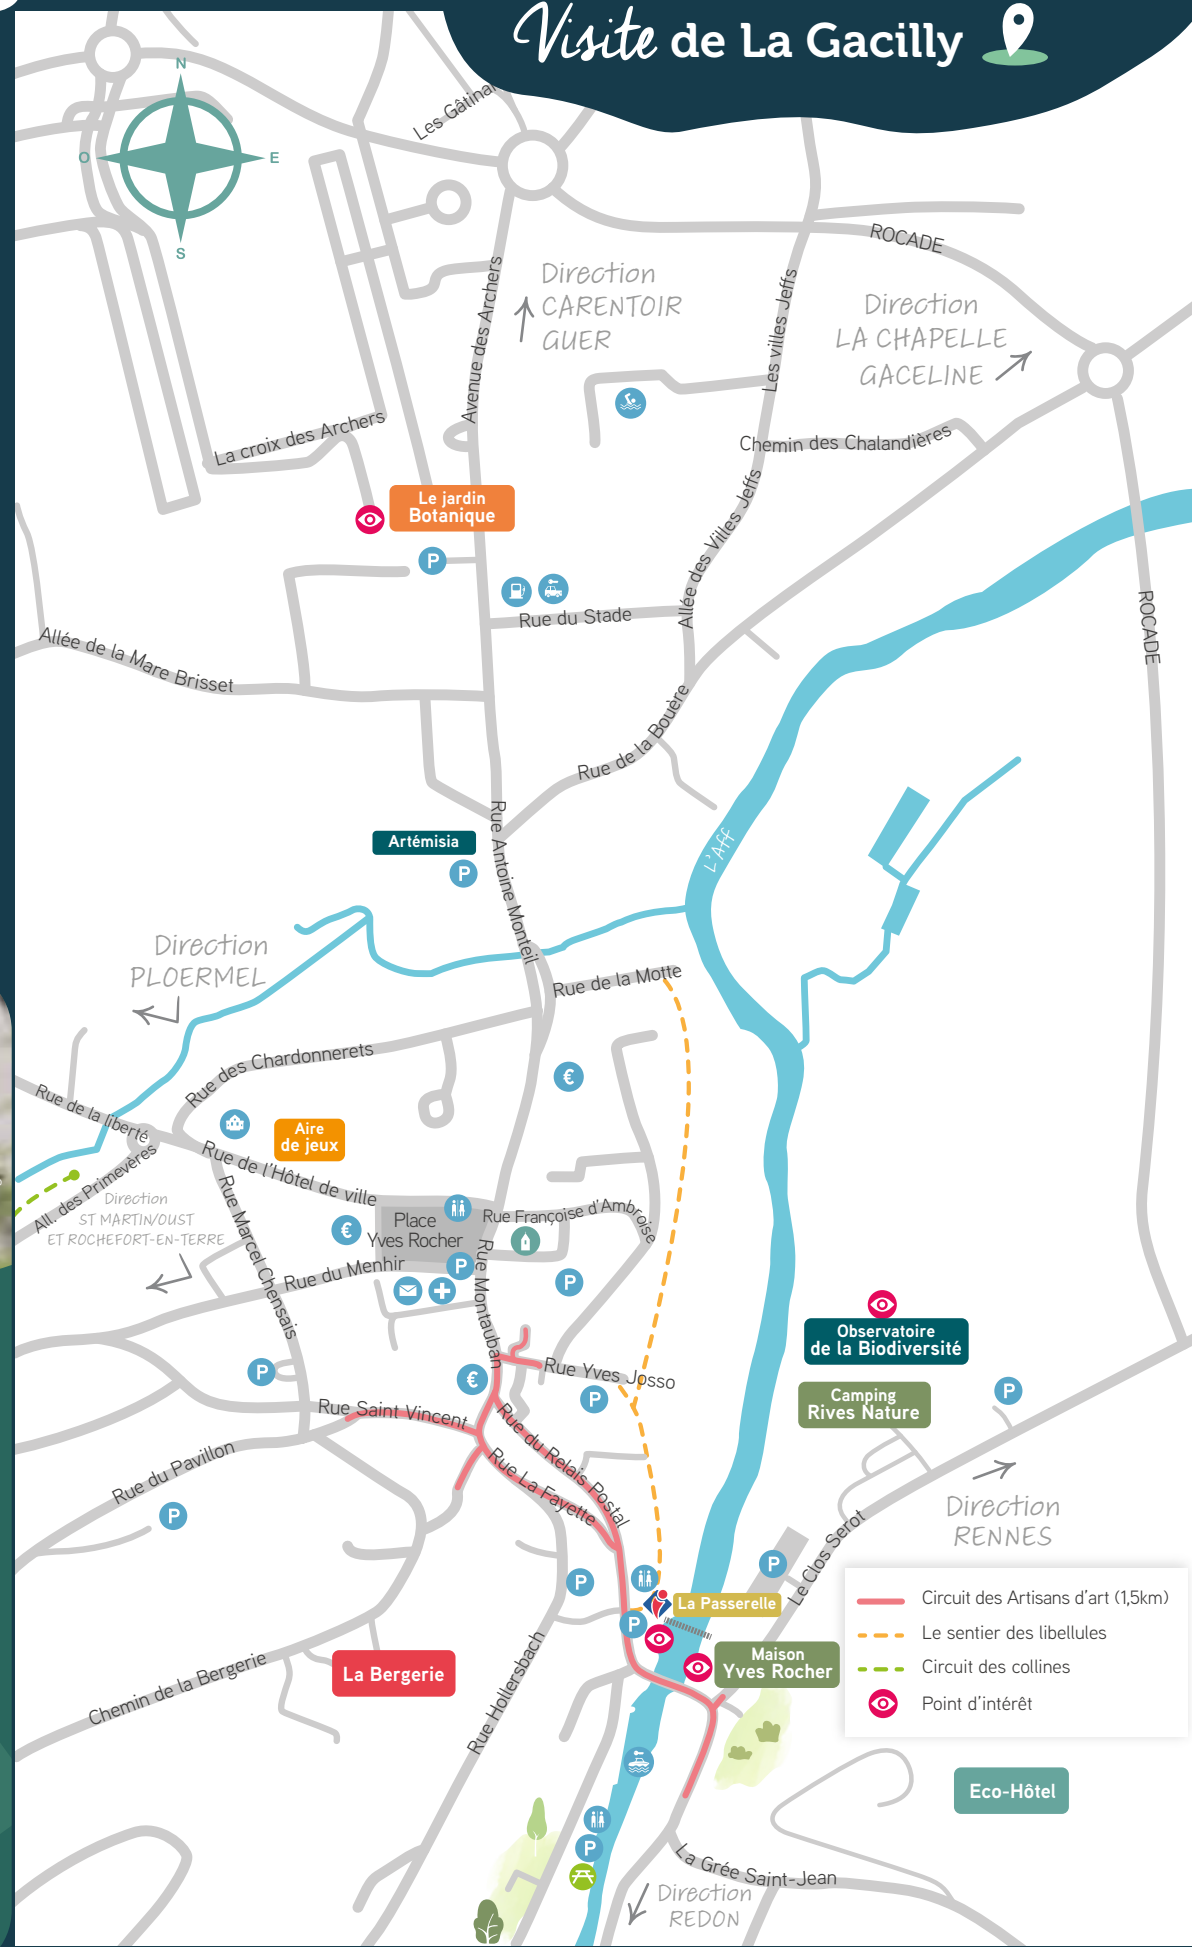 Visite de La Gacilly
N
O
E
S
Les Gâtinai
ROCADE
Direction
CARENTOIR
GUER
Avenue des Archers
Les villes Jeffs
Direction
LA CHAPELLE
GACELINE
La croix des Archers
Chemin des Chalandières
Le jardin
Botanique
P
Allée des Villes Jeffs
Rue du Stade
ROCADE
Allée de la Mare Brisset
Rue de la Bouère
Rue Antoine Monteil
Artémisia
P
L'Aff
Direction
PLOERMEL
Rue de la Motte
Rue des Chardonnerets
€
Rue de la liberté
Aire
de jeux
Rue de l'Hôtel de ville
All. des Primevères
Direction
ST MARTIN/OUST
ET ROCHEFORT-EN-TERRE
Rue Marcel Chensais
€
Place
Yves Rocher
Rue Françoise d'Ambroise
Rue du Menhir
P
Rue Montauban
P
Observatoire
de la Biodiversité
P
€
Rue Yves Josso
P
Camping
Rives Nature
P
Rue Saint Vincent
Rue du Relais Postal
Rue La Fayette
Rue du Pavillon
P
Direction
RENNES
Le Clos Serot
P
P
La Passerelle
P
Circuit des Artisans d'art (1,5km)
Le sentier des libellules
Circuit des collines
Point d'intérêt
Maison
Yves Rocher
La Bergerie
Chemin de la Bergerie
Rue Hollersbach
Eco-Hôtel
P
La Grée Saint-Jean
Direction
REDON